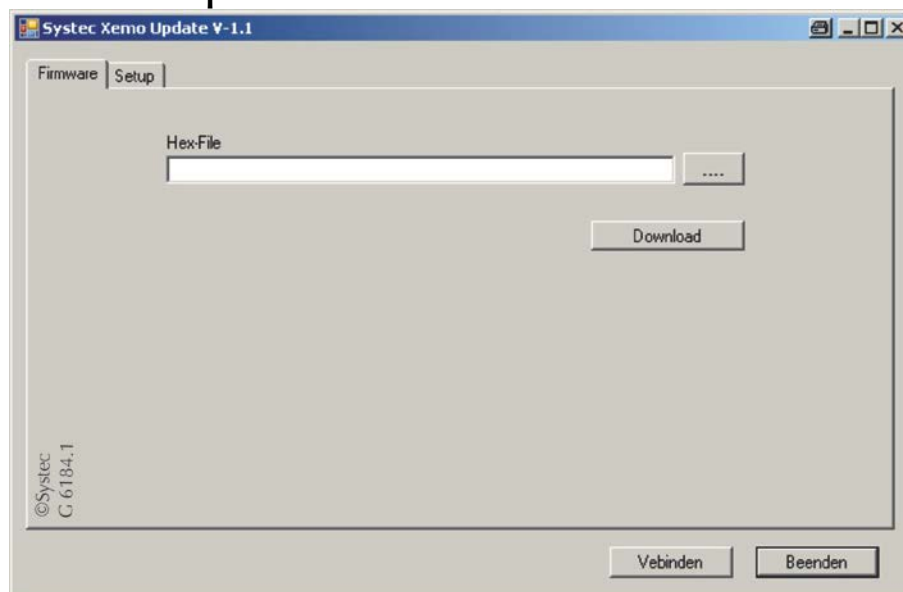 Systec Xemo Update V-1.1
Firmware
Setup
Hex-File
....
Download
©Systec
G 6184.1
Vebinden
Beenden